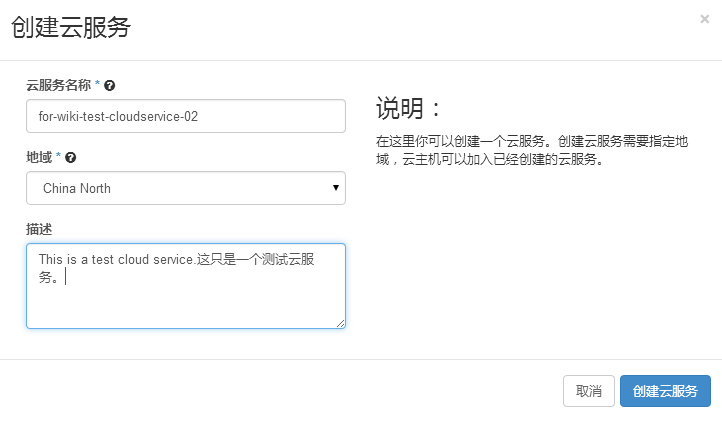 创建云服务
×
云服务名称 * ?
for-wiki-test-cloudservice-02
地域 * ?
China North
描述
This is a test cloud service.这只是一个测试云服
务。
说明：
在这里你可以创建一个云服务。创建云服务需要指定地
域，云主机可以加入已经创建的云服务。
取消
创建云服务